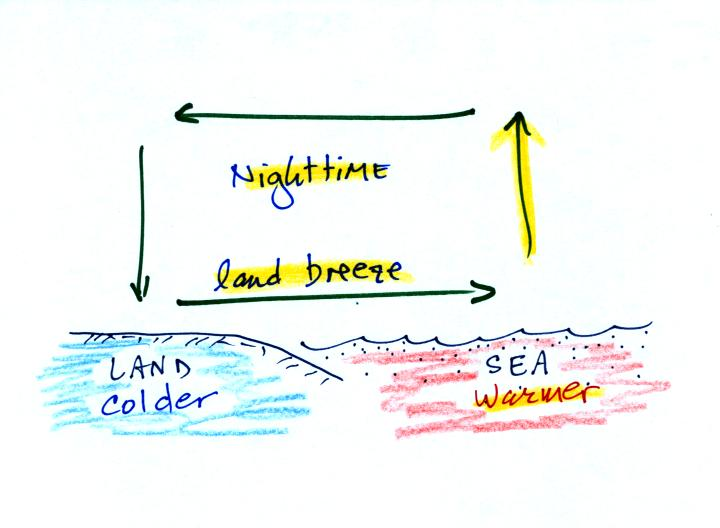 NighttiME
land breeze
LAND
colder
SEA
warmer